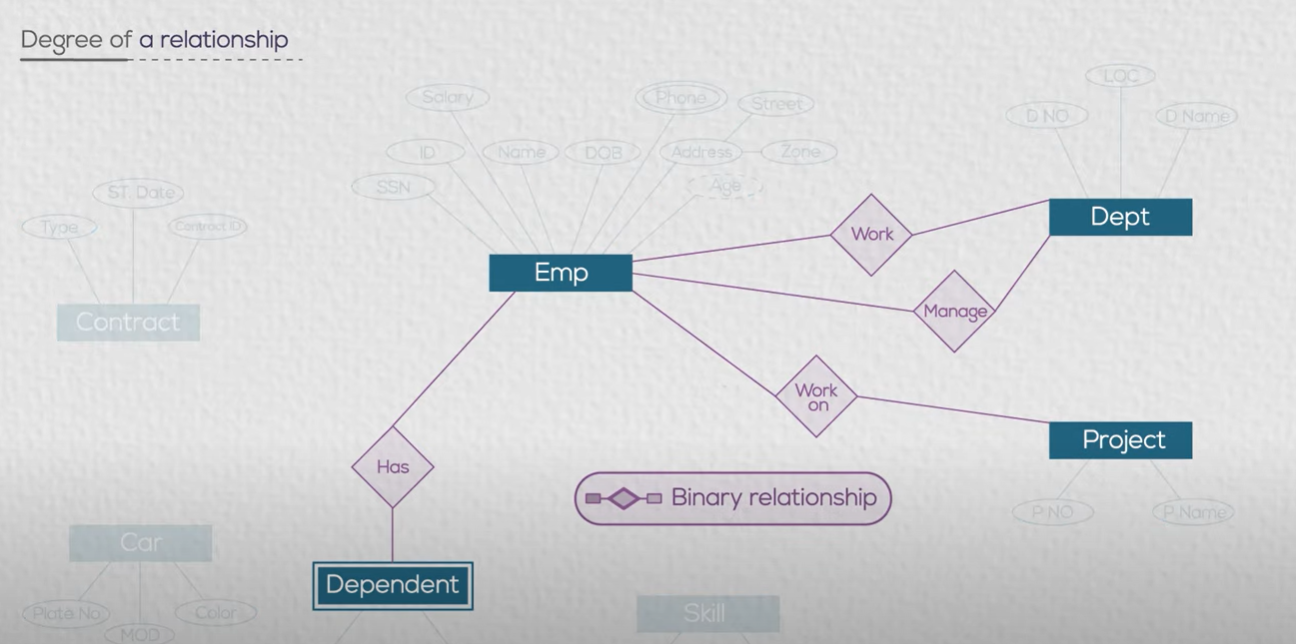 Degree of a relationship
LOC
Salary
Phone
Street
D NO
D Name
ID
Name
DOB
Address
Zone
SSN
Age
ST. Date
Type
Contract ID
Work
Dept
Emp
Manage
Contract
Work
on
Project
Has
Binary relationship
P NO
P Name
Car
Dependent
Plate No
Color
Skill
MOD